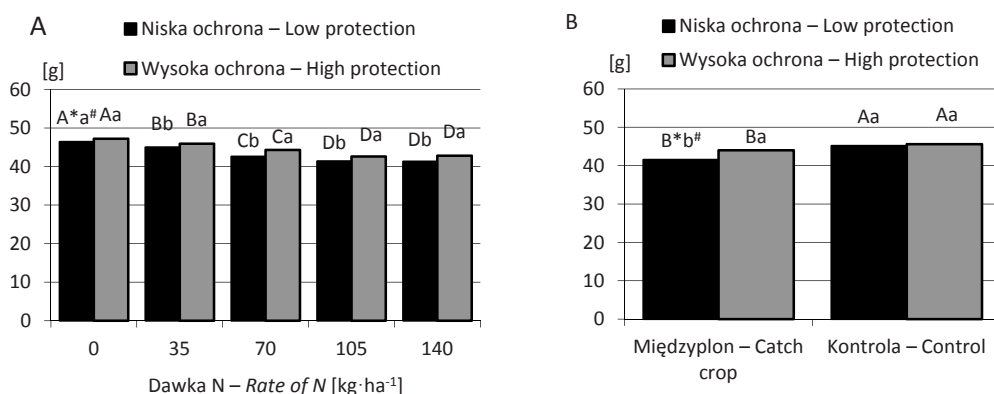 A
Niska ochrona – Low protection
Wysoka ochrona – High protection
[g]
60
50
40
30
20
10
0
A*a# Aa
Bb Ba
Cb Ca
Db Da
Db Da
0 35 70 105 140
Dawka N – Rate of N [kg·ha-1]
B
Niska ochrona – Low protection
Wysoka ochrona – High protection
[g]
60
50
40
30
20
10
0
B*b# Ba
Aa Aa
Międzyplon – Catch
crop
Kontrola – Control